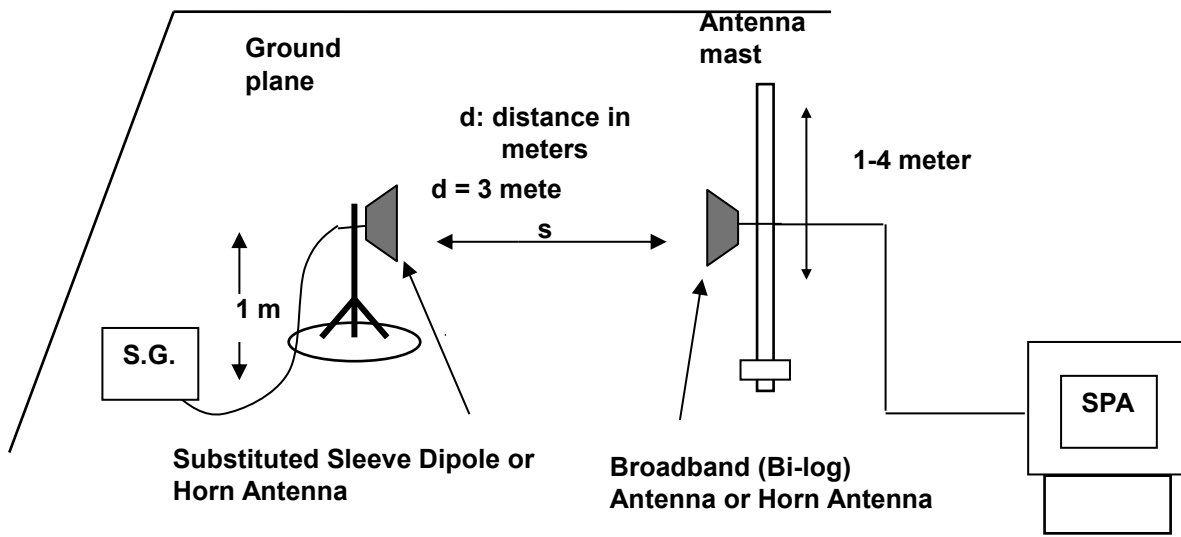 Ground
plane
Antenna
mast
d: distance in
meters
d = 3 mete
s
1-4 meter
1 m
S.G.
SPA
Substituted Sleeve Dipole or
Horn Antenna
Broadband (Bi-log)
Antenna or Horn Antenna